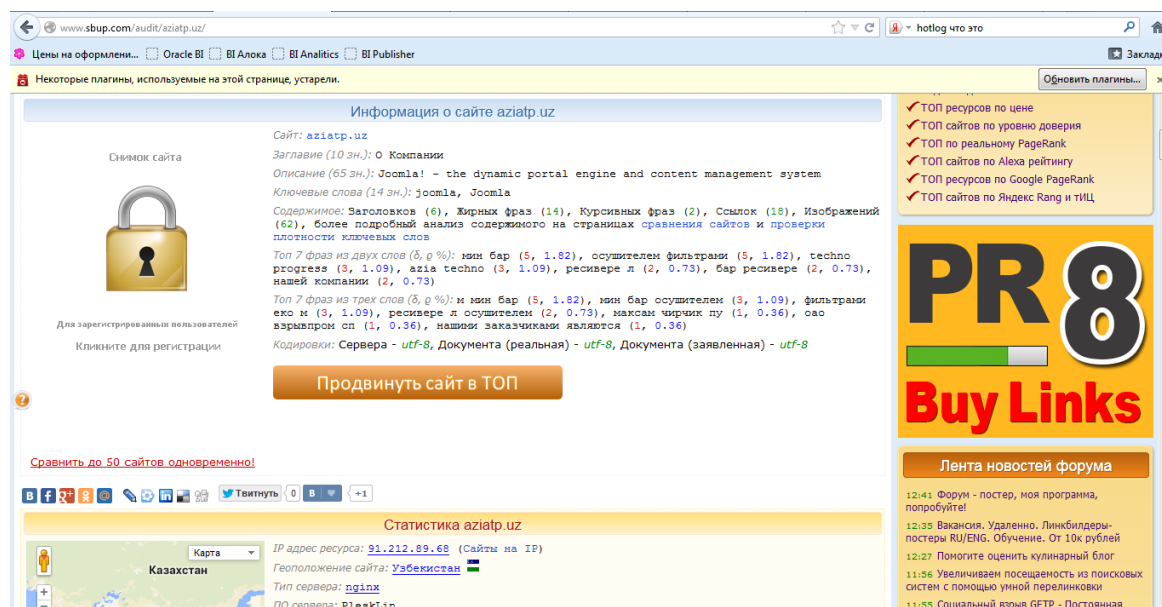 www.sbup.com/audit/aziatp.uz/
hotlog что это
Цены на оформлени... Oracle BI BI Алока BI Analitics BI Publisher
Заклад
Некоторые плагины, используемые на этой странице, устарели.
Обновить плагины...
Информация о сайте aziatp.uz
Снимок сайта
Для зарегистрированных пользователей
Кликните для регистрации
Сайт: aziatp.uz
Заглавие (10 зн.): О Компании
Описание (65 зн.): Joomla! - the dynamic portal engine and content management system
Ключевые слова (14 зн.): joomla, Joomla
Содержимое: Заголовков (6), Жирных фраз (14), Курсивных фраз (2), Ссылок (18), Изображений
(62), более подробный анализ содержимого на страницах сравнения сайтов и проверки
плотности ключевых слов
Топ 7 фраз из двух слов (δ, ϱ %): мин бар (5, 1.82), осушителем фильтрами (5, 1.82), techno
progress (3, 1.09), azia techno (3, 1.09), ресивере л (2, 0.73), бар ресивере (2, 0.73),
нашей компании (2, 0.73)
Топ 7 фраз из трех слов (δ, ϱ %): м мин бар (5, 1.82), мин бар осушителем (3, 1.09), фильтрами
еко м (3, 1.09), ресивере л осушителем (2, 0.73), максам чирчик пу (1, 0.36), оао
взрывпром сп (1, 0.36), нашими заказчиками являются (1, 0.36)
Кодировки: Сервера - utf-8, Документа (реальная) - utf-8, Документа (заявленная) - utf-8
Продвинуть сайт в ТОП
Сравнить до 50 сайтов одновременно!
Твитнуть 0 В +1
Статистика aziatp.uz
Карта
Казахстан
IP адрес ресурса: 91.212.89.68 (Сайты на IP)
Геоположение сайта: Узбекистан
Тип сервера: nginx
ПО сервера: PleskLin
ТОП ресурсов по цене
ТОП сайтов по уровню доверия
ТОП по реальному PageRank
ТОП сайтов по Alexa рейтингу
ТОП ресурсов по Google PageRank
ТОП сайтов по Яндекс Rang и тИЦ
PR 8
Buy Links
Лента новостей форума
12:41 Форум - постер, моя программа,
попробуйте!
12:35 Вакансия. Удаленно. Линкбилдеры-
постеры RU/ENG. Обучение. От 10к рублей
12:27 Помогите оценить кулинарный блог
11:56 Увеличиваем посещаемость из поисковых
систем с помощью умной перелинковки
11:55 Социальный взрыв GETP - Постоянная